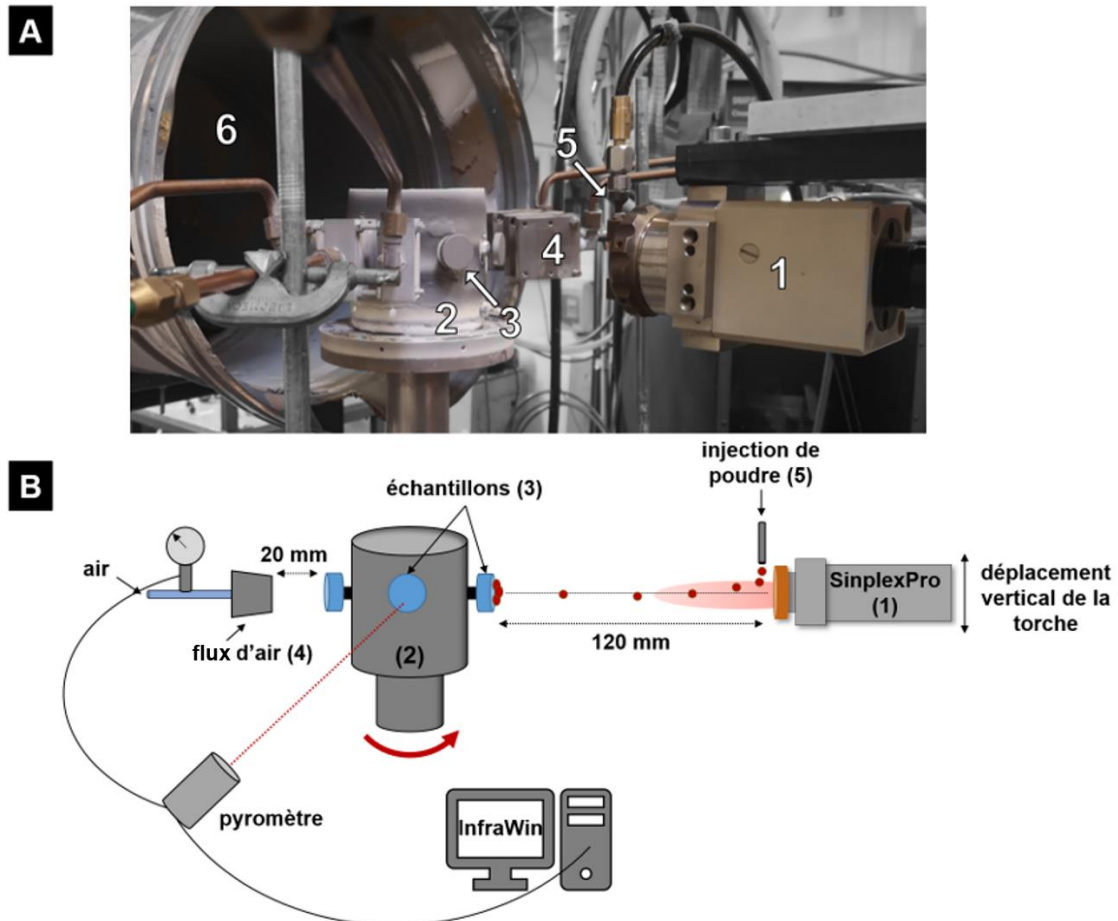 A
6
5
4
1
2
3
B
injection de
poudre (5)
échantillons (3)
20 mm
air
SinplexPro
(1)
déplacement
vertical de la
torche
120 mm
flux d'air (4)
(2)
pyromètre
InfraWin